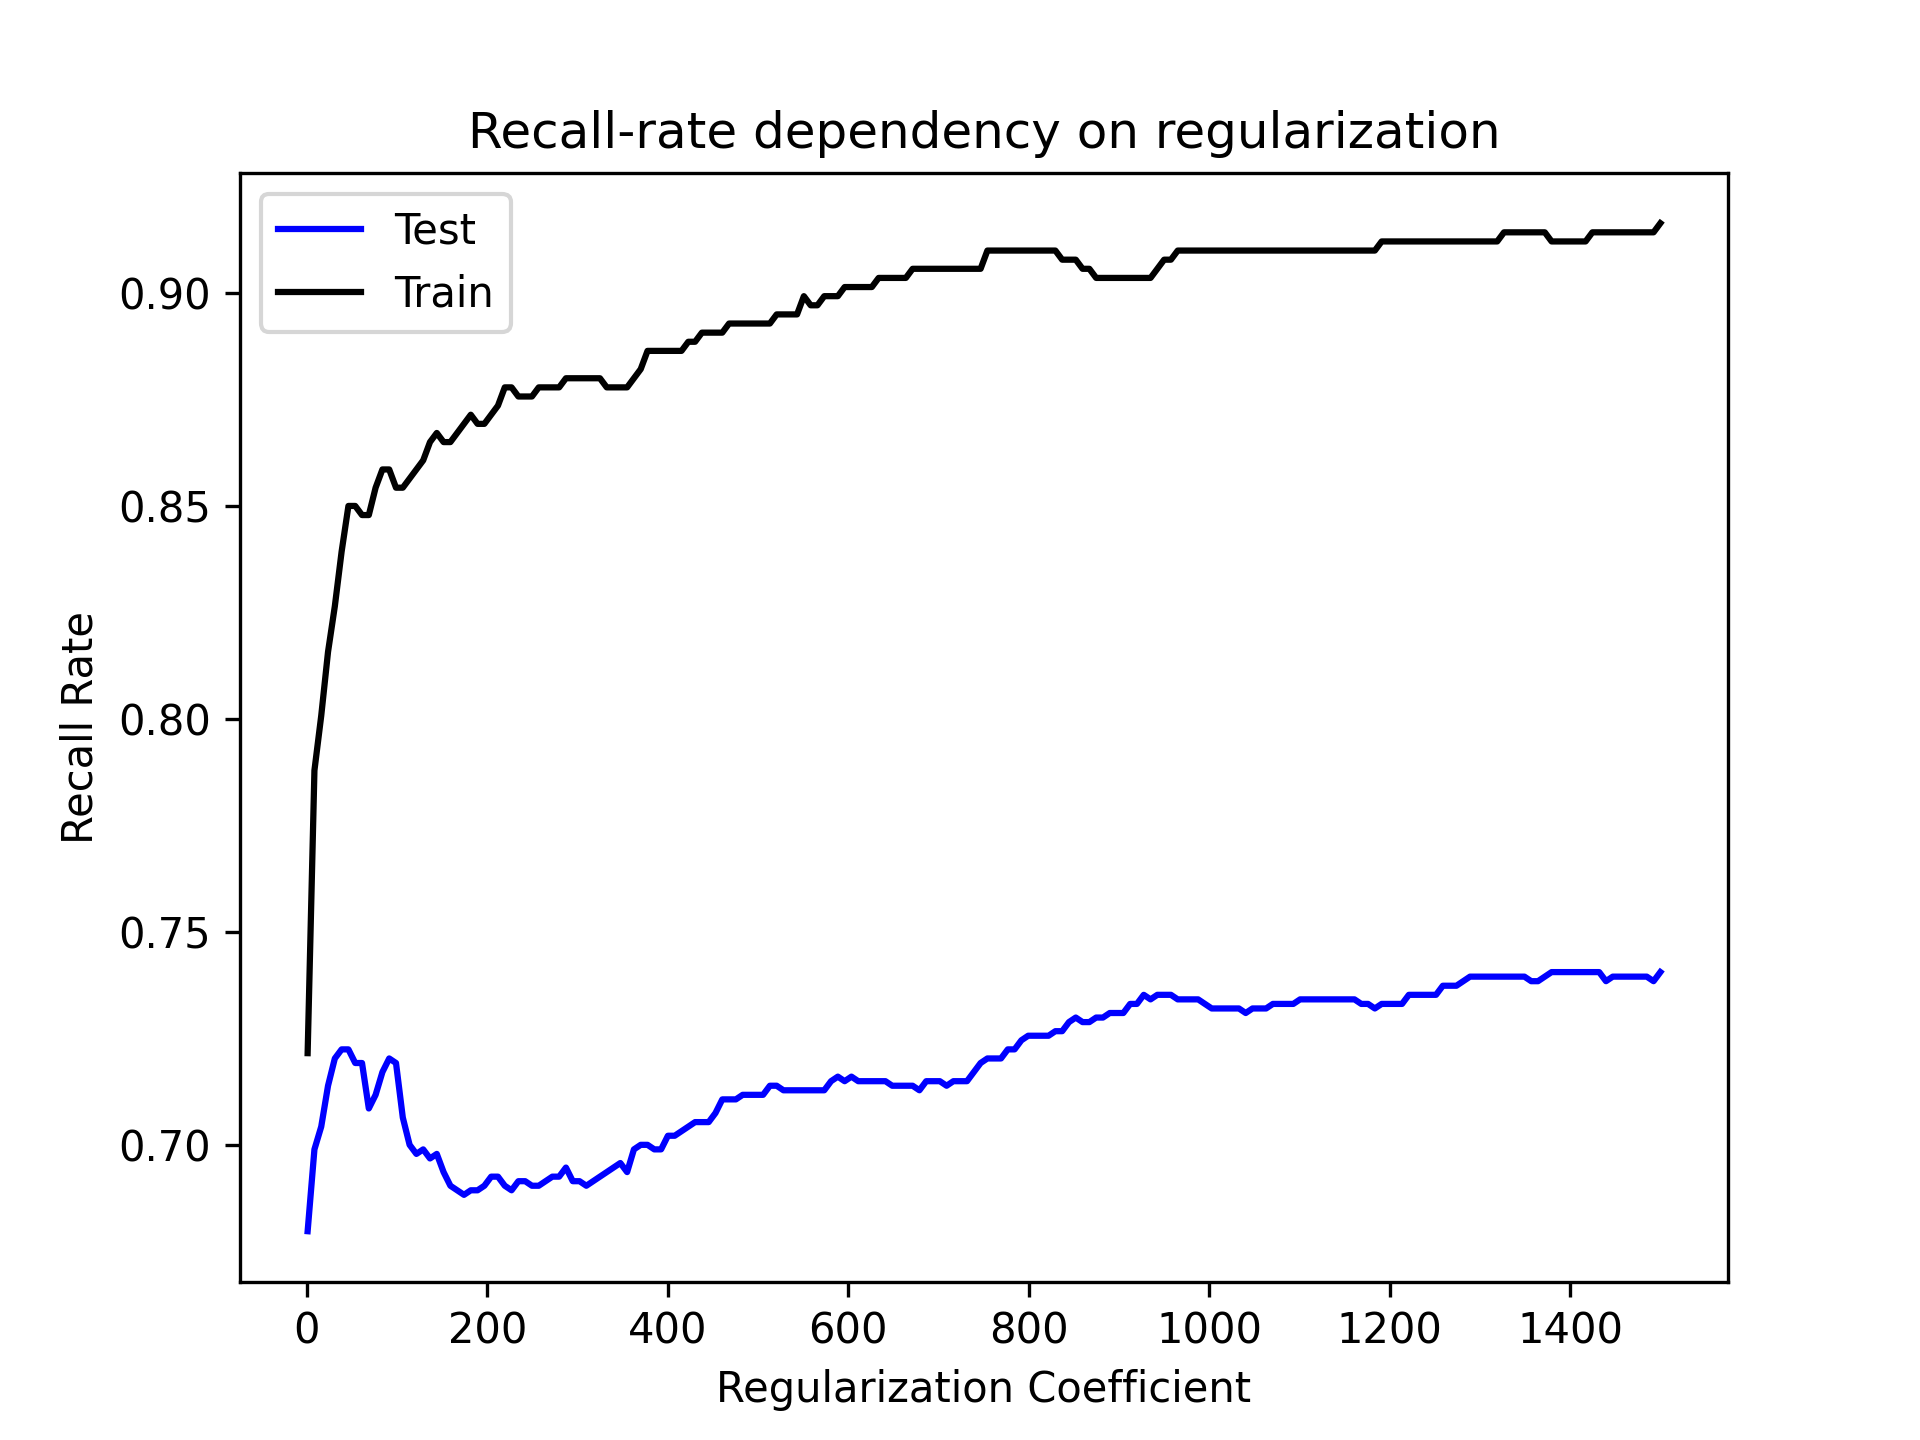 Recall-rate dependency on regularization
Test
Train
0.90
0.85
0.80
0.75
0.70
Recall Rate
0 200 400 600 800 1000 1200 1400
Regularization Coefficient